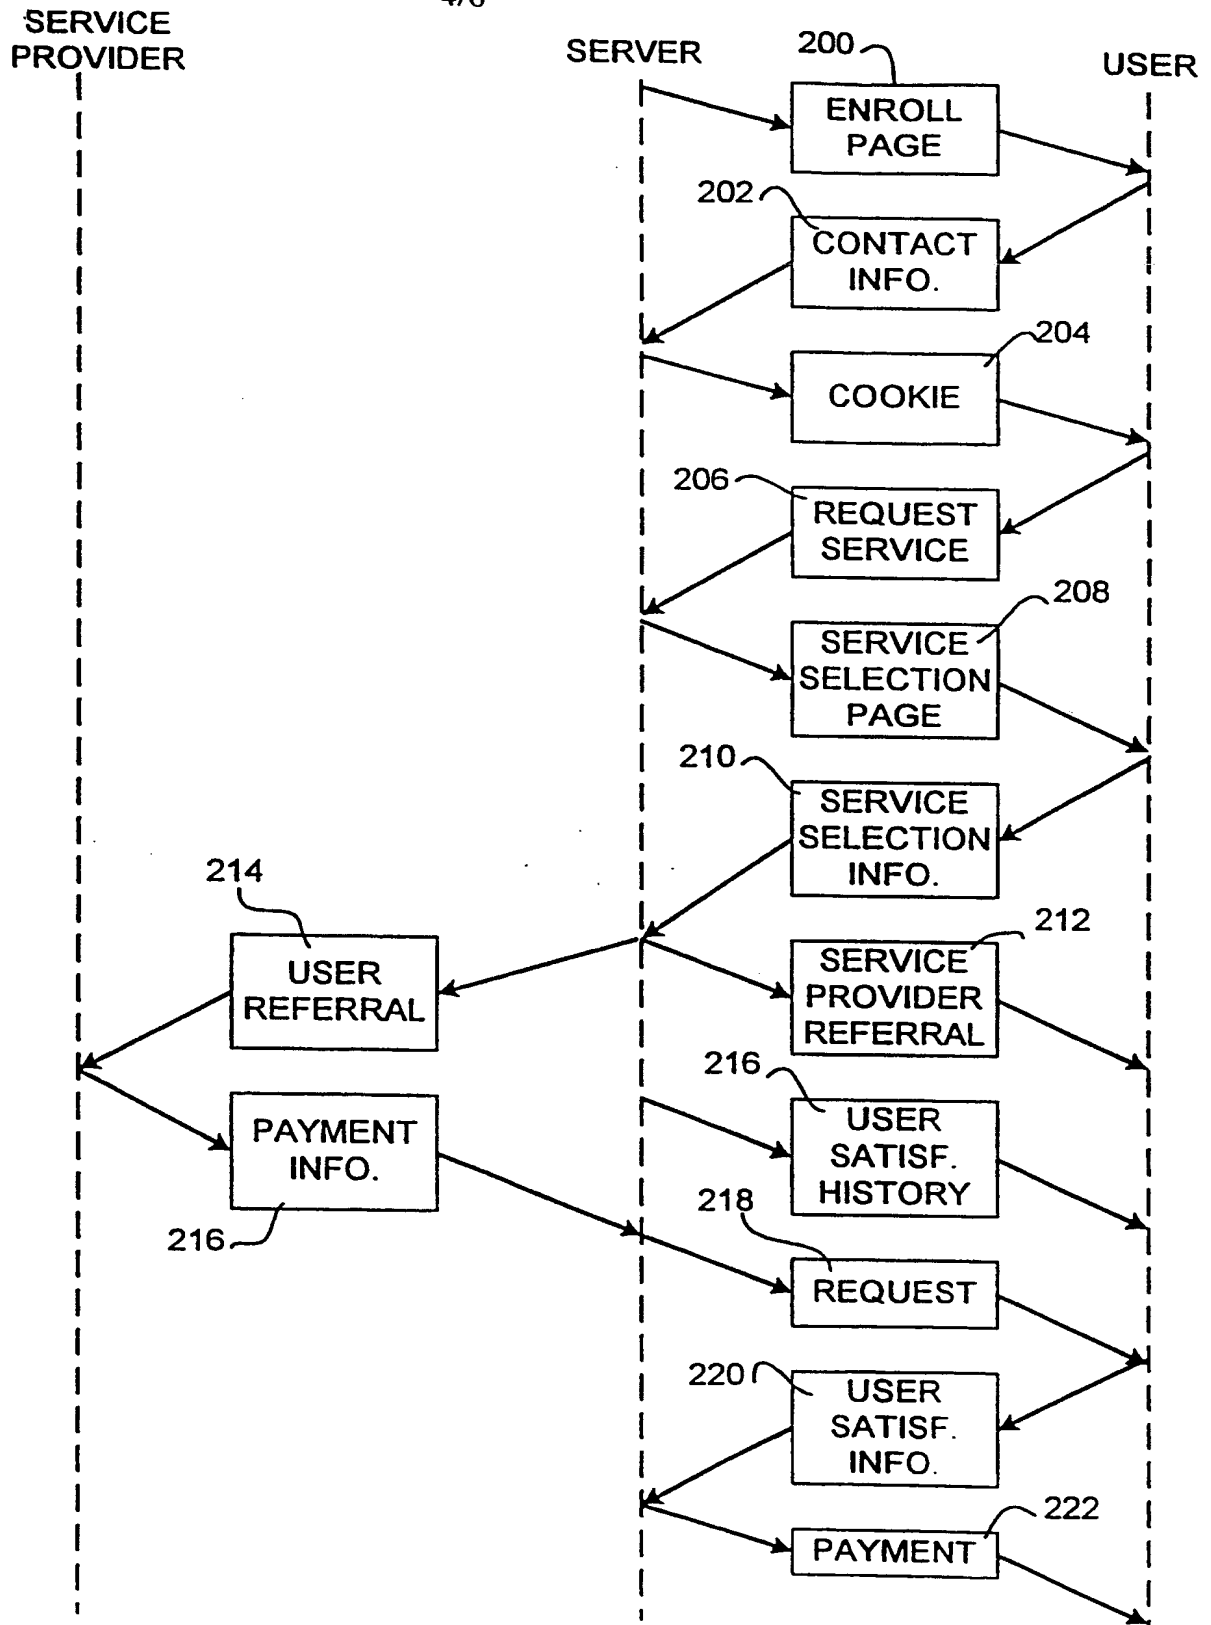 SERVICE
PROVIDER
SERVER
USER
200
ENROLL
PAGE
202
CONTACT
INFO.
204
COOKIE
206
REQUEST
SERVICE
208
SERVICE
SELECTION
PAGE
210
SERVICE
SELECTION
INFO.
214
USER
REFERRAL
212
SERVICE
PROVIDER
REFERRAL
216
PAYMENT
INFO.
216
USER
SATISF.
HISTORY
218
REQUEST
220
USER
SATISF.
INFO.
222
PAYMENT